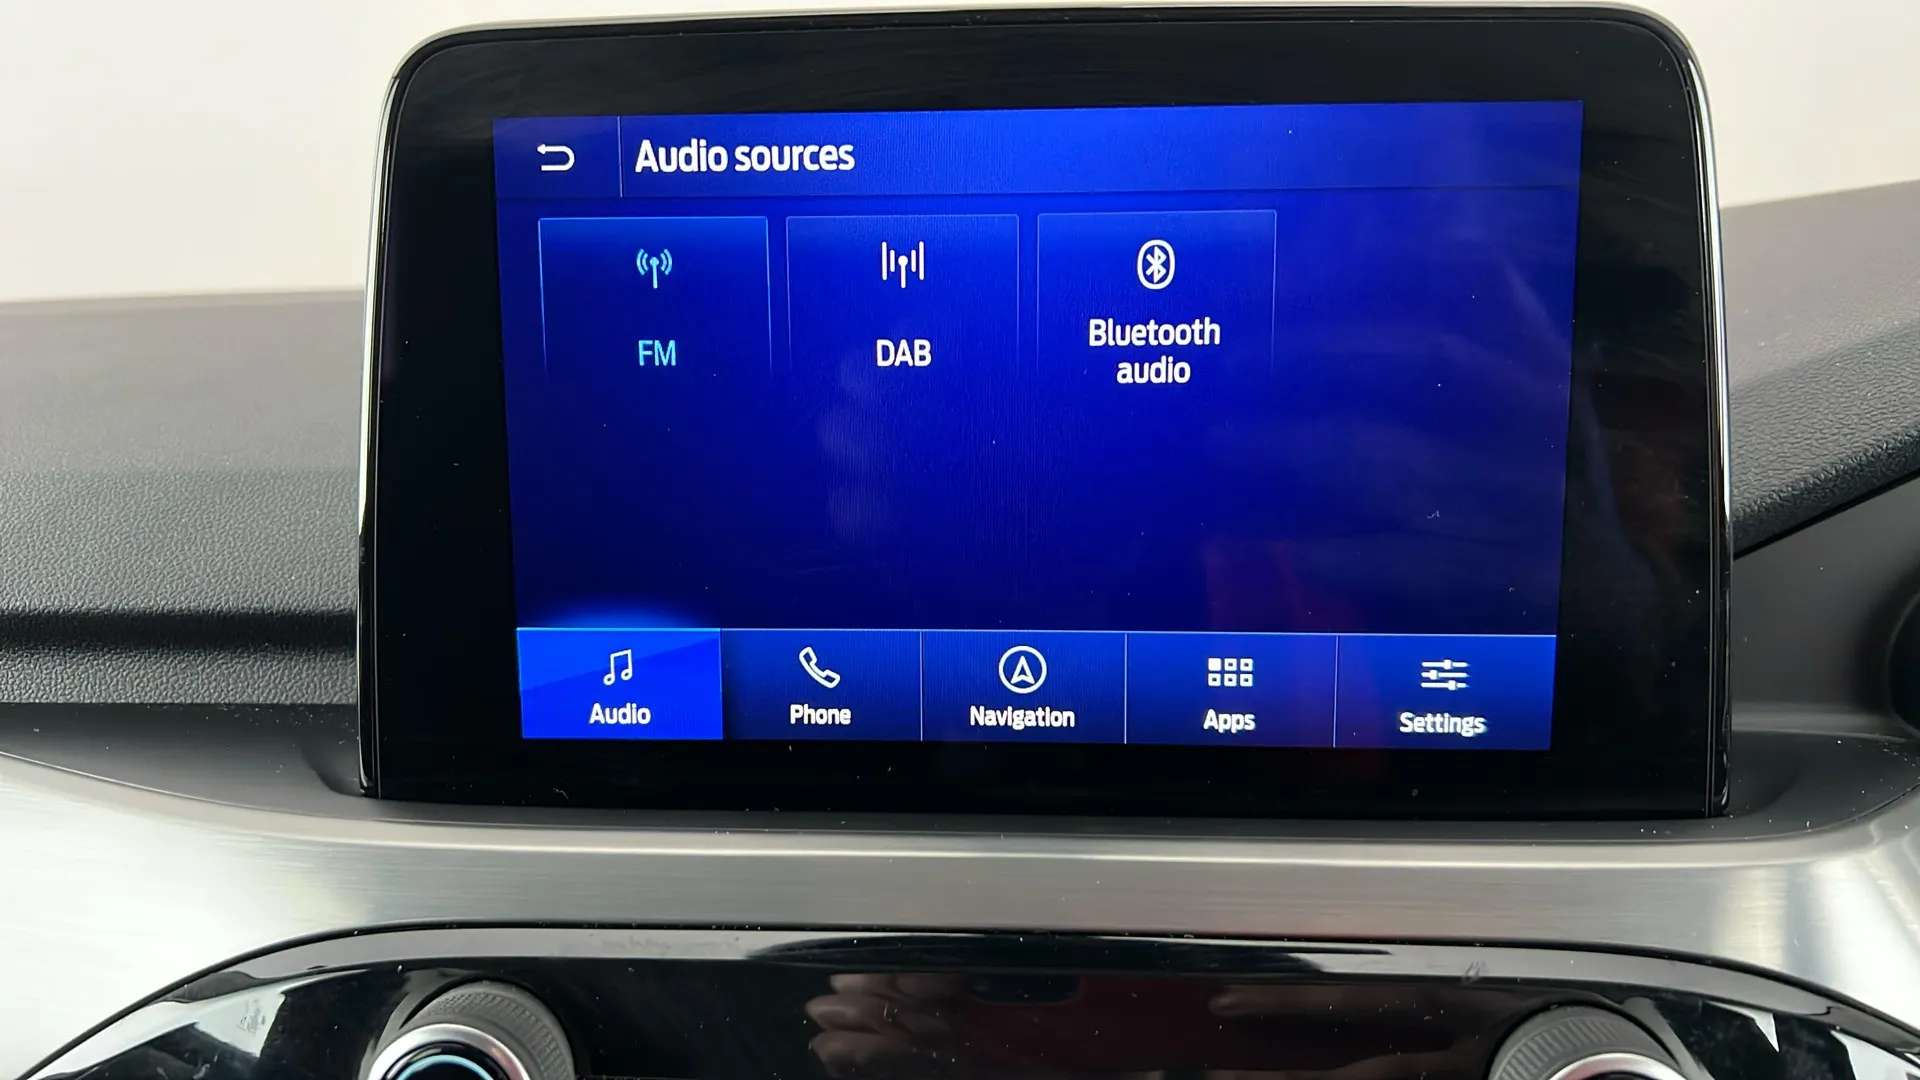 Audio sources
FM
DAB
Bluetooth
audio
Audio
Phone
Navigation
Apps
Settings